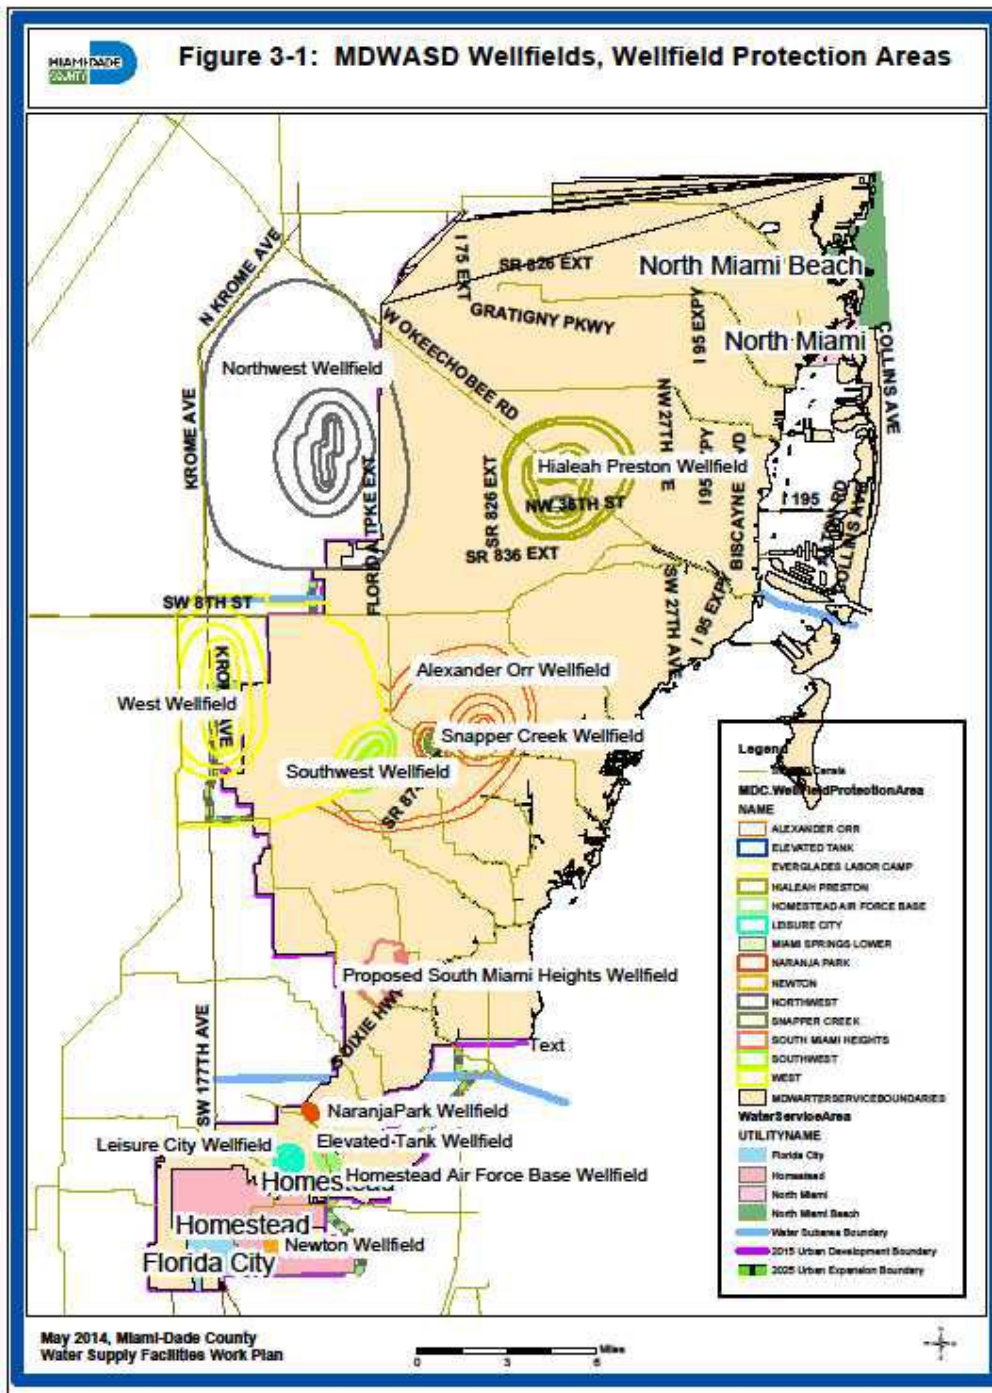 MIAMI-DADE
COUNTY
Figure 3-1: MDWASD Wellfields, Wellfield Protection Areas
N KROME AVE
I 75 EXT
SR 826 EXT
North Miami Beach
GRATIGNY PKWY
W OKEECHOBEE RD
I 95 EXPY
North Miami
COLLINS AVE
Northwest Wellfield
KROME AVE
NW 27TH
Hialeah Preston Wellfield
BISCAYNE
I 195
FLORIDA TPKE EXT
SR 826 EXT
NW 36TH ST
SR 836 EXT
ALTON RD
COLLINS AVE
SW 8TH ST
SW 27TH AVE
I 95 EXPY
Alexander Orr Wellfield
West Wellfield
Snapper Creek Wellfield
Southwest Wellfield
SR 874
Proposed South Miami Heights Wellfield
S DIXIE HWY
Text
SW 177TH AVE
NaranjaPark Wellfield
Leisure City Wellfield
Elevated-Tank Wellfield
Homestead Air Force Base Wellfield
Homestead
Newton Wellfield
Florida City
Legend
Canals
MDC.WellfieldProtectionArea
NAME
ALEXANDER ORR
ELEVATED TANK
EVERGLADES LABOR CAMP
HIALEAH PRESTON
HOMESTEAD AIR FORCE BASE
LEISURE CITY
MIAMI SPRINGS LOWER
NARANJA PARK
NEWTON
NORTHWEST
SNAPPER CREEK
SOUTH MIAMI HEIGHTS
SOUTHWEST
WEST
MDWARTERSERVICEBOUNDARIES
WaterServiceArea
UTILITYNAME
Florida City
Homestead
North Miami
North Miami Beach
Water Subarea Boundary
2015 Urban Development Boundary
2025 Urban Expansion Boundary
May 2014, Miami-Dade County
Water Supply Facilities Work Plan
Miles
0 3 6